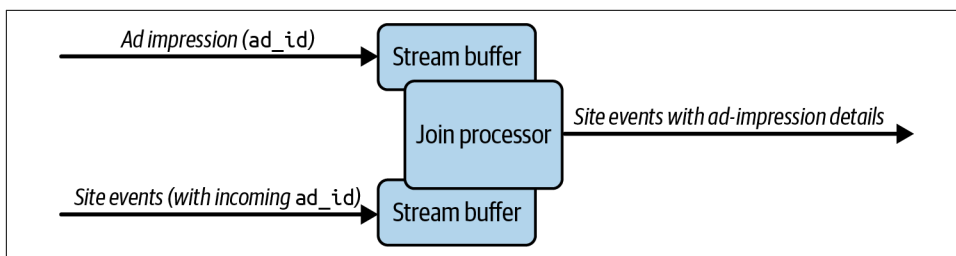 Ad impression (ad_id)
Stream buffer
Join processor
Site events with ad-impression details
Site events (with incoming ad_id)
Stream buffer